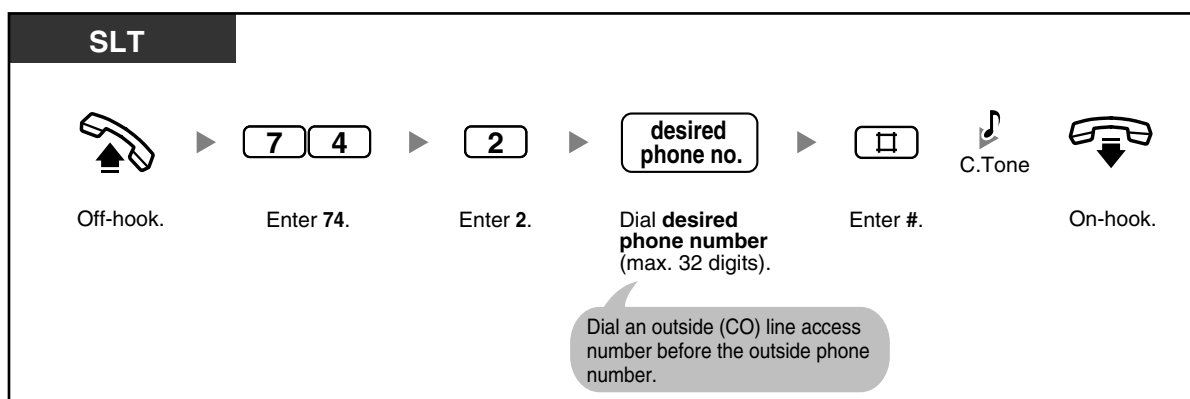 SLT
7 4
2
desired
phone no.
#
C.Tone
Off-hook.
Enter 74.
Enter 2.
Dial desired
phone number
(max. 32 digits).
Enter #.
On-hook.
Dial an outside (CO) line access
number before the outside phone
number.